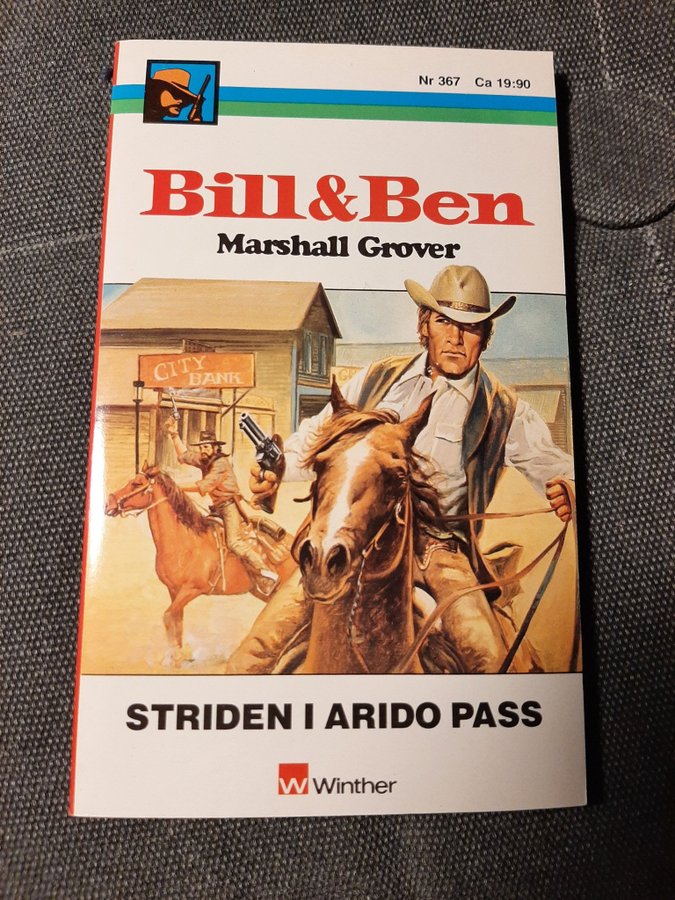 Nr 367 Ca 19:90
Bill&Ben
Marshall Grover
CITY
BANK
STRIDEN I ARIDO PASS
W Winther